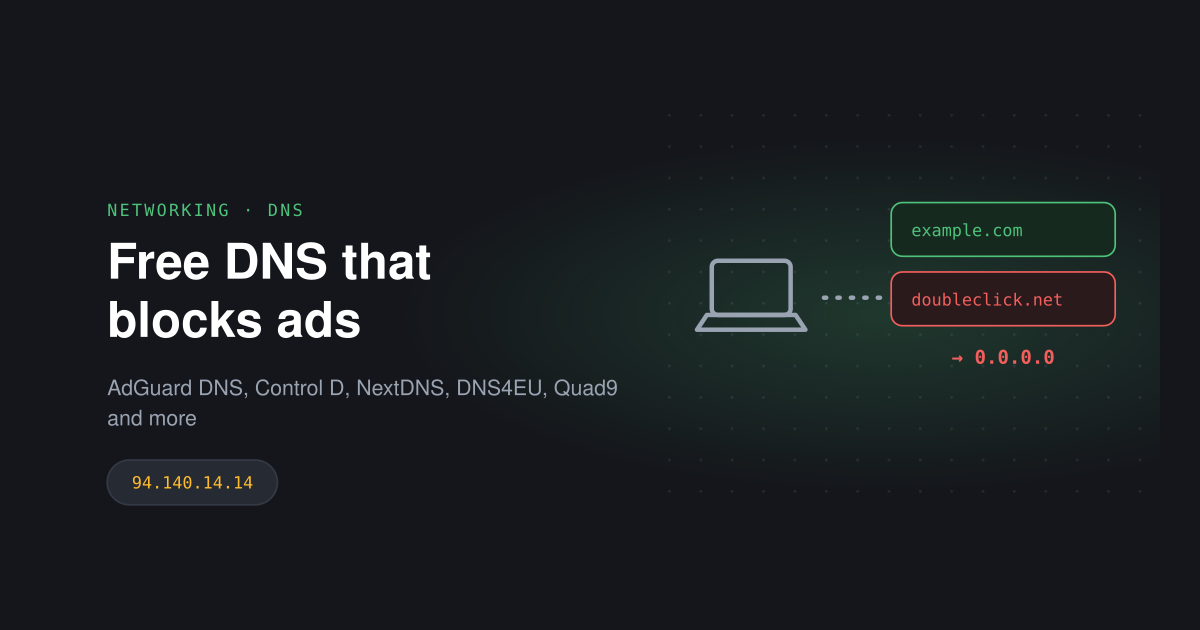 NETWORKING · DNS
Free DNS that
blocks ads
AdGuard DNS, Control D, NextDNS, DNS4EU, Quad9
and more
94.140.14.14
example.com
doubleclick.net
→ 0.0.0.0